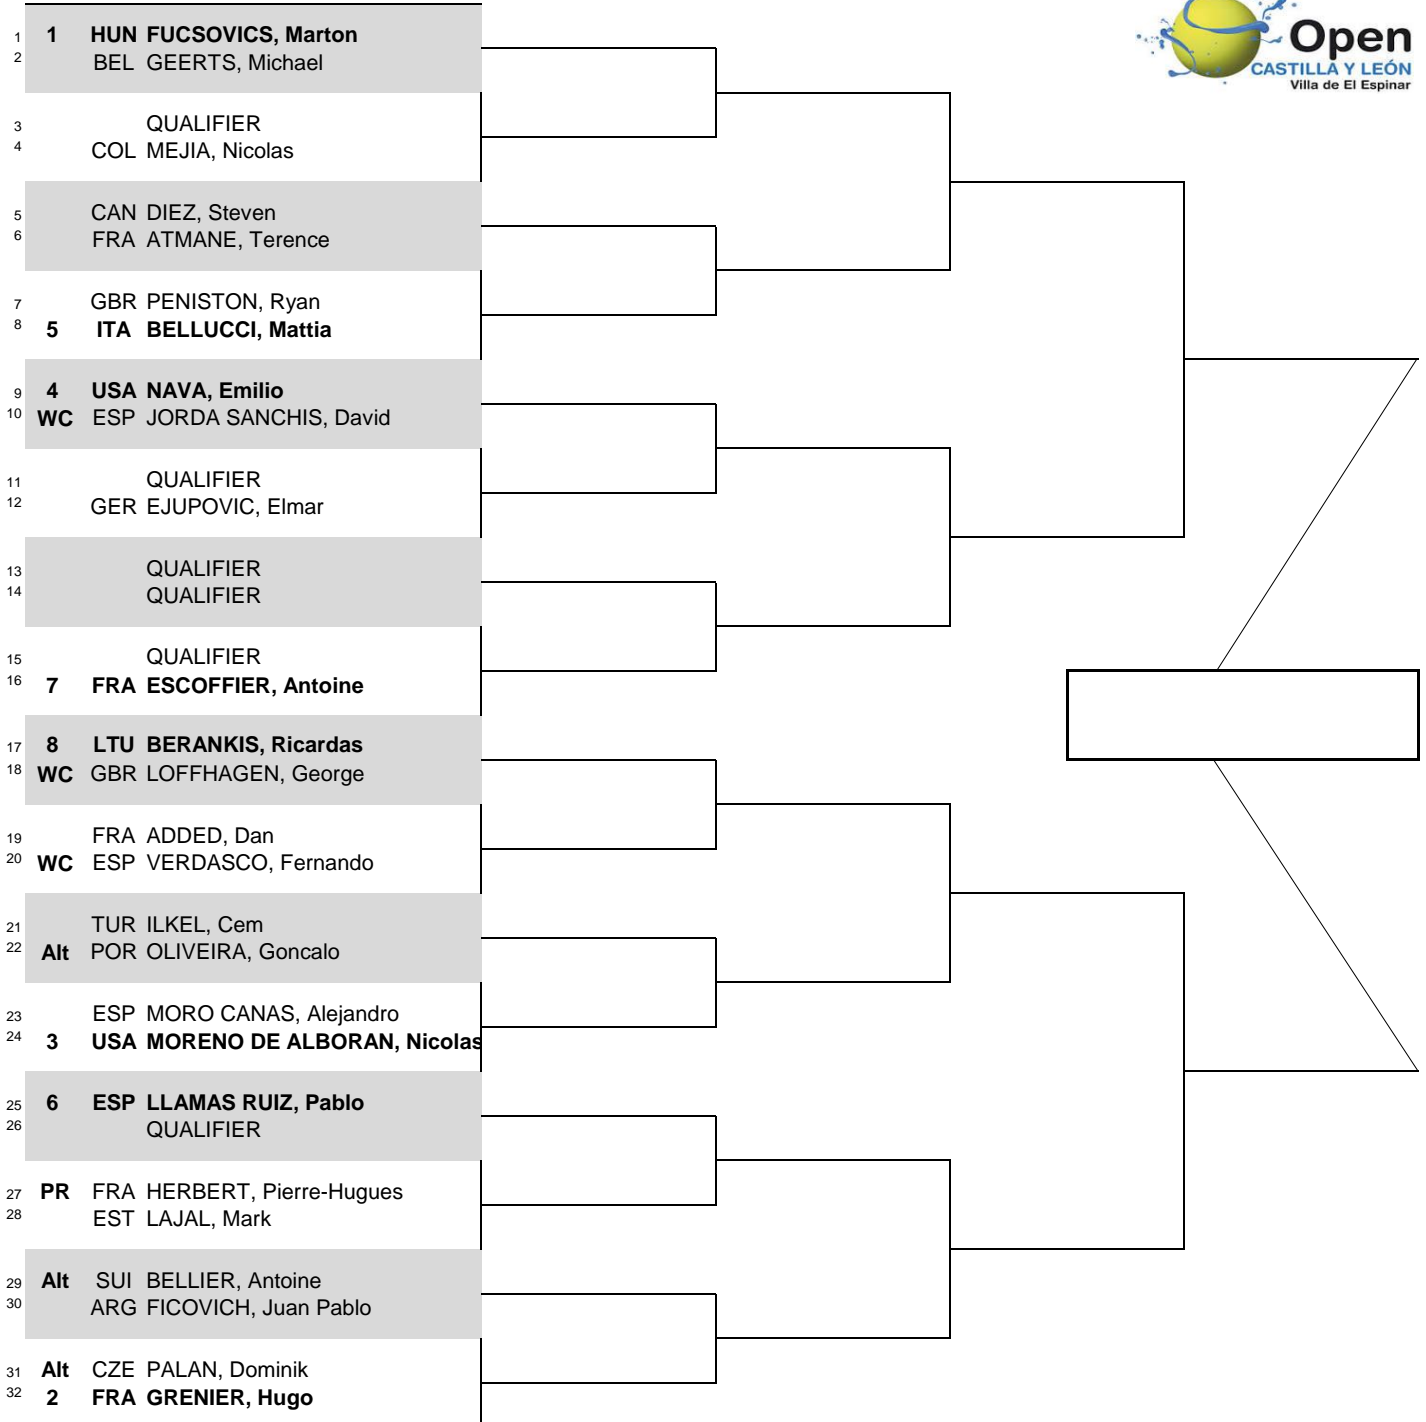 Open
CASTILLA Y LEÓN
Villa de El Espinar
1 1 HUN FUCSOVICS, Marton
2 BEL GEERTS, Michael
3 QUALIFIER
4 COL MEJIA, Nicolas
5 CAN DIEZ, Steven
6 FRA ATMANE, Terence
7 GBR PENISTON, Ryan
8 5 ITA BELLUCCI, Mattia
9 4 USA NAVA, Emilio
10 WC ESP JORDA SANCHIS, David
11 QUALIFIER
12 GER EJUPOVIC, Elmar
13 QUALIFIER
14 QUALIFIER
15 QUALIFIER
16 7 FRA ESCOFFIER, Antoine
17 8 LTU BERANKIS, Ricardas
18 WC GBR LOFFHAGEN, George
19 FRA ADDED, Dan
20 WC ESP VERDASCO, Fernando
21 TUR ILKEL, Cem
22 Alt POR OLIVEIRA, Goncalo
23 ESP MORO CANAS, Alejandro
24 3 USA MORENO DE ALBORAN, Nicolas
25 6 ESP LLAMAS RUIZ, Pablo
26 QUALIFIER
27 PR FRA HERBERT, Pierre-Hugues
28 EST LAJAL, Mark
29 Alt SUI BELLIER, Antoine
30 ARG FICOVICH, Juan Pablo
31 Alt CZE PALAN, Dominik
32 2 FRA GRENIER, Hugo